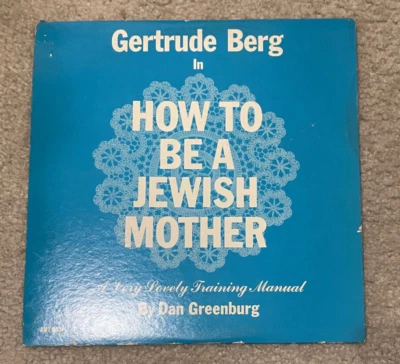 Gertrude Berg
In
HOW TO
BE A
JEWISH
MOTHER
A Very Lovely Training Manual
By Dan Greenburg